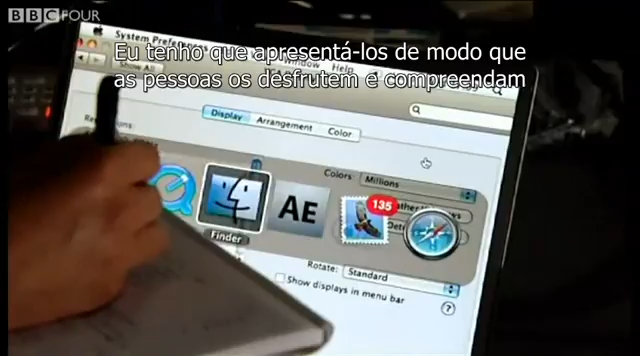 BBC FOUR
System Preferences Window Help
Eu tenho que apresentá-los de modo que
Show All
as pessoas os desfrutem e compreendam
Display Arrangement Color
Colors: Millions
135
AE
Finder
Rotate: Standard
Show displays in menu bar
?